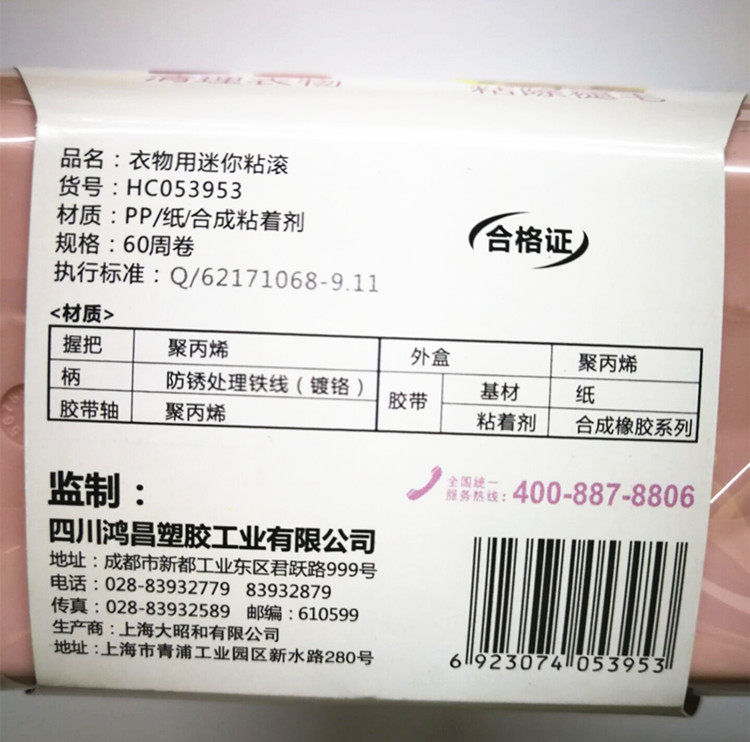 清理衣物
粘除毯毛
品名：衣物用迷你粘滚
货号：HC053953
材质：PP/纸/合成粘着剂
规格：60周卷
执行标准：Q/62171068-9.11
合格证
<材质>
握把 聚丙烯 外盒 聚丙烯
柄 防锈处理铁线（镀铬） 胶带 基材 纸
胶带轴 聚丙烯 粘着剂 合成橡胶系列
监制：
四川鸿昌塑胶工业有限公司
地址：成都市新都工业东区君跃路999号
电话：028-83932779 83932879
传真：028-83932589 邮编：610599
生产商：上海大昭和有限公司
地址：上海市青浦工业园区新水路280号
全国统一
服务热线：400-887-8806
6 923074 053953